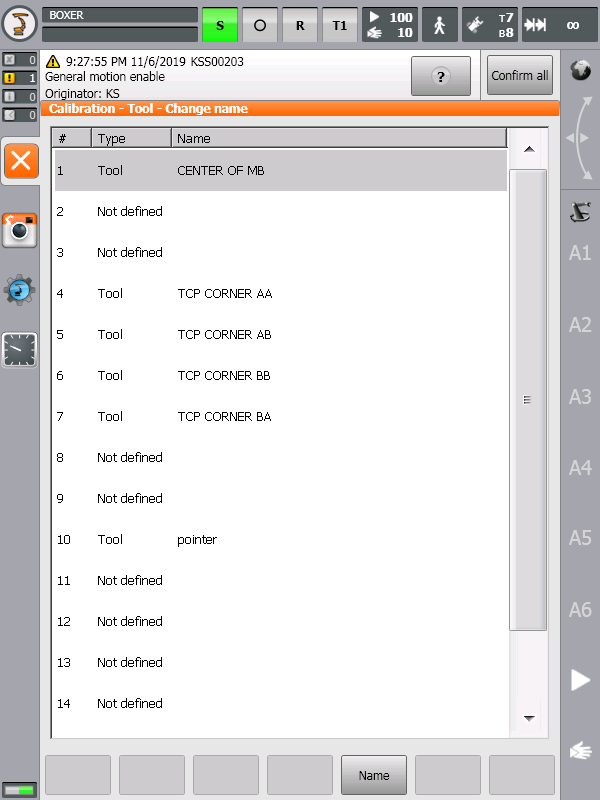 BOXER
S
O
R
T1
100
10
T7
B8
∞
0
1
0
0
9:27:55 PM 11/6/2019 KSS00203
General motion enable
Originator: KS
?
Confirm all
Calibration - Tool - Change name
# Type Name
1 Tool CENTER OF MB
2 Not defined
3 Not defined
4 Tool TCP CORNER AA
5 Tool TCP CORNER AB
6 Tool TCP CORNER BB
7 Tool TCP CORNER BA
8 Not defined
9 Not defined
10 Tool pointer
11 Not defined
12 Not defined
13 Not defined
14 Not defined
A1
A2
A3
A4
A5
A6
Name